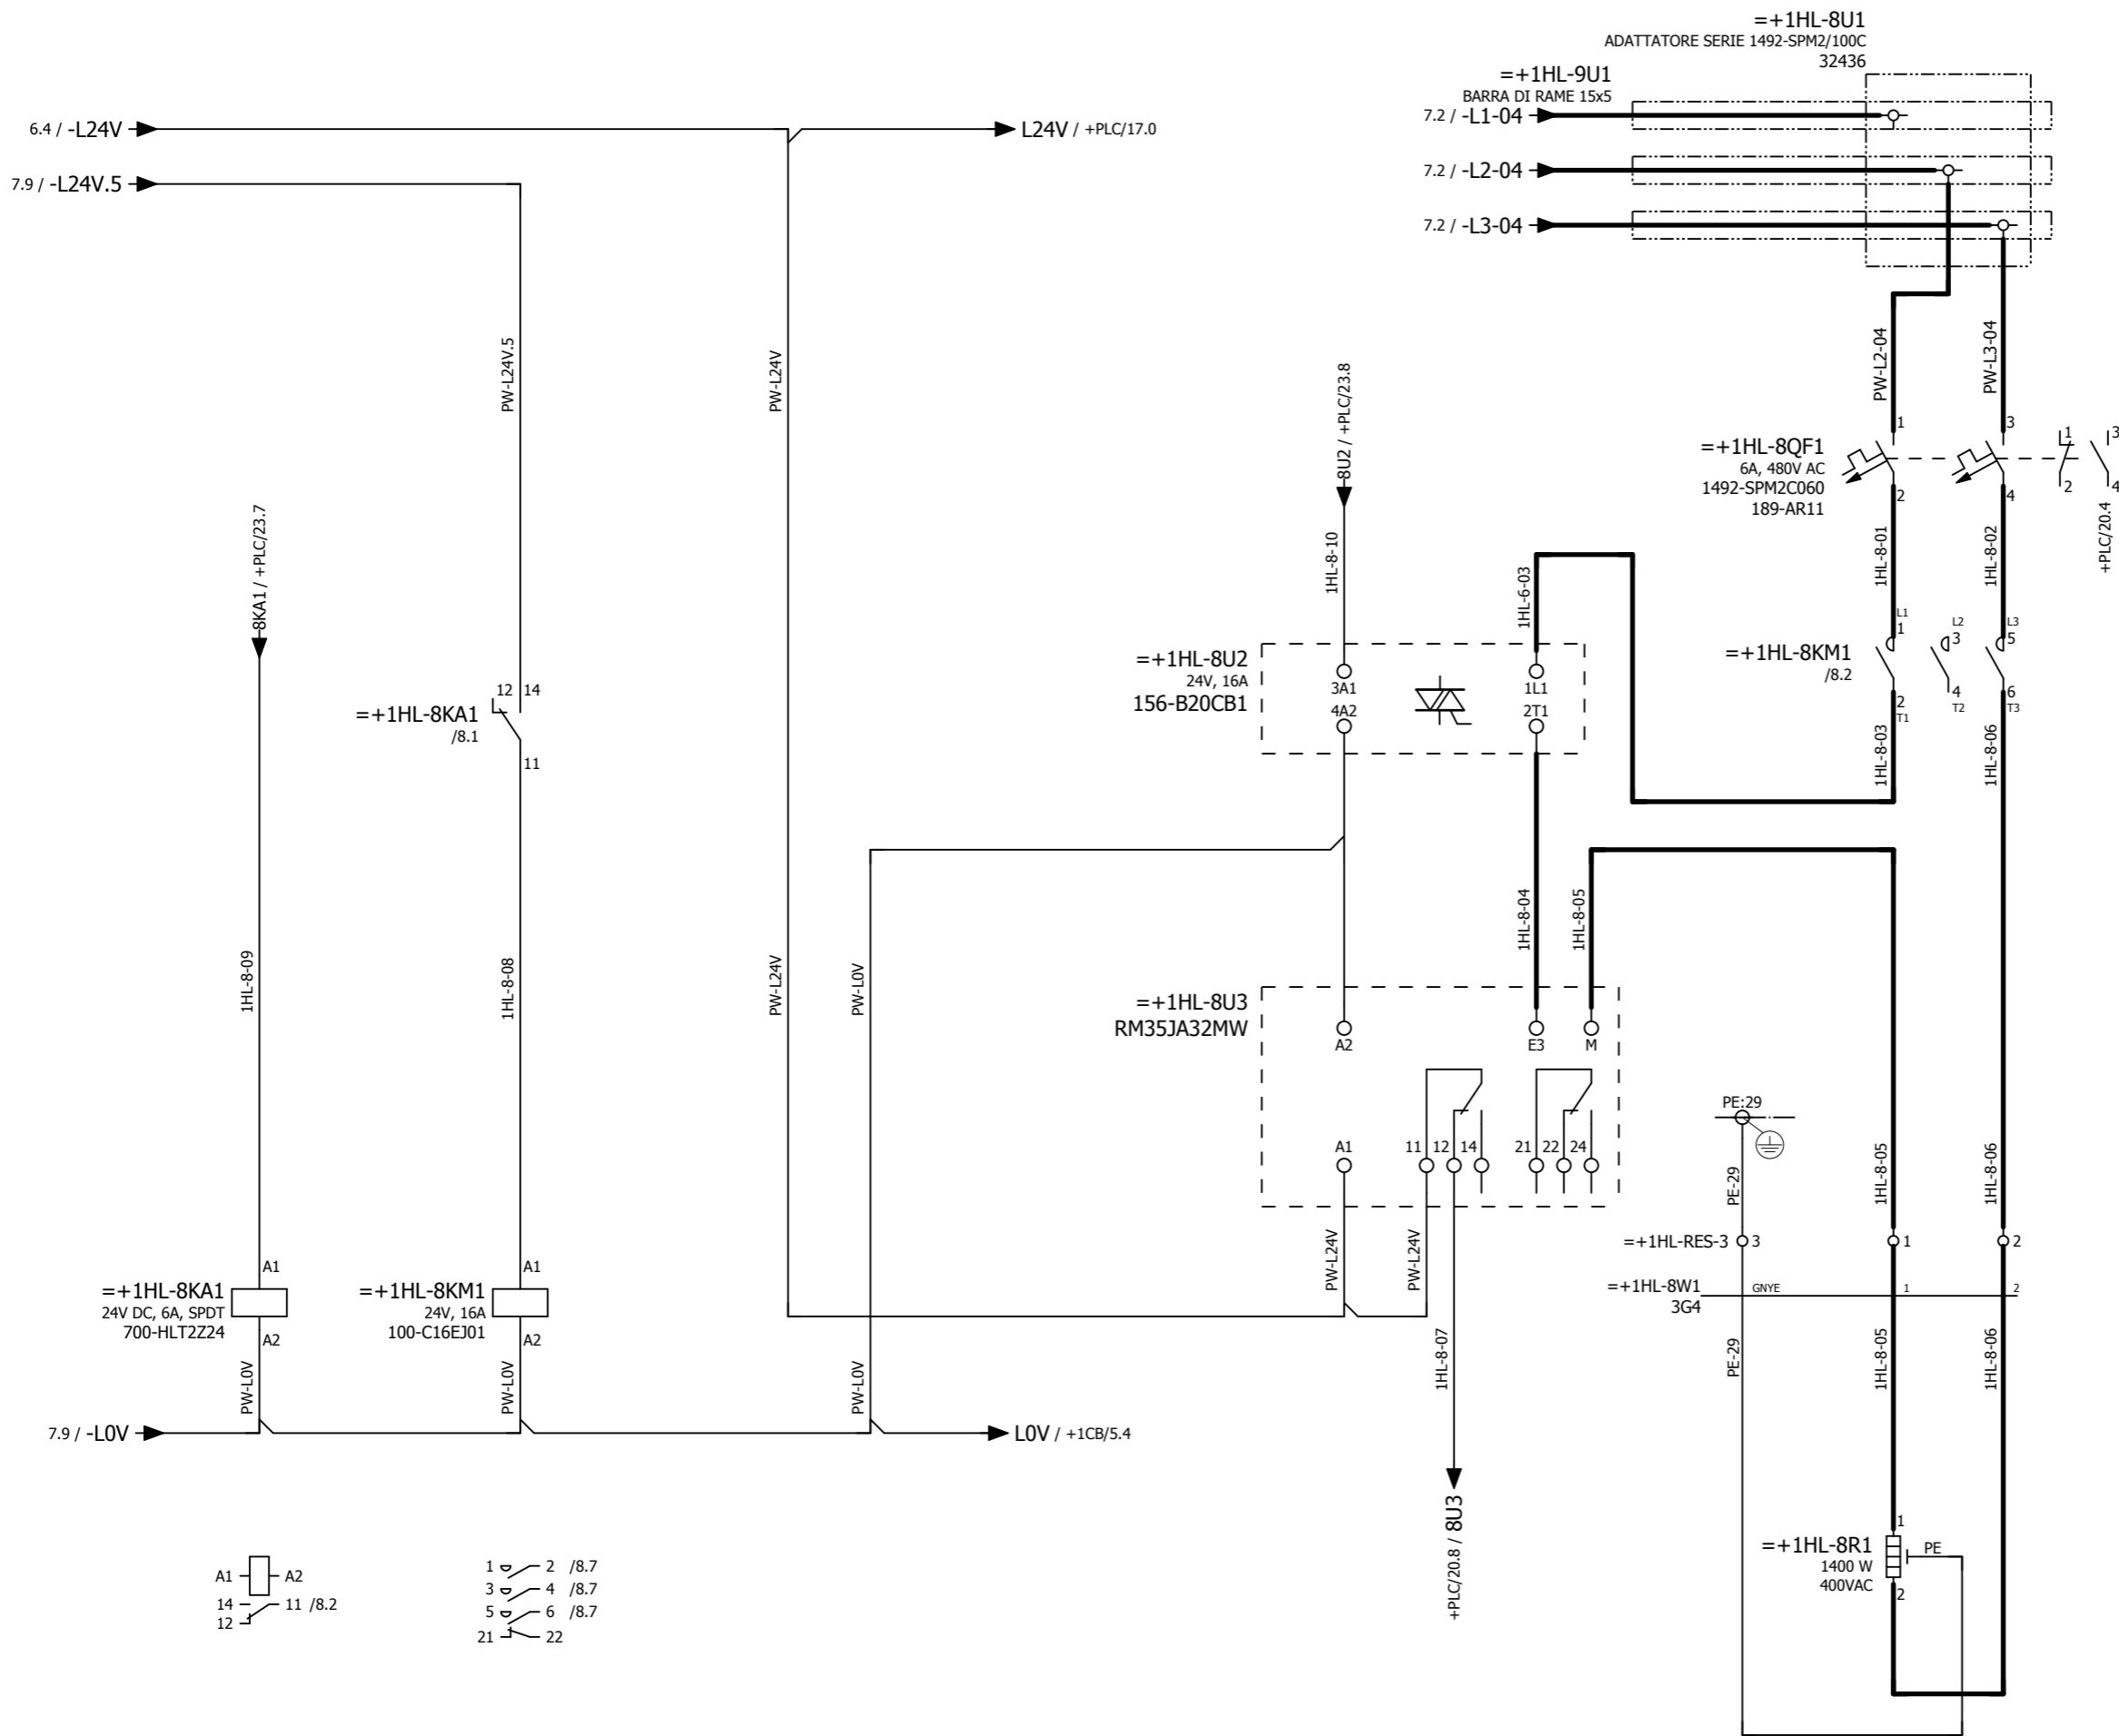 =+1HL-8U1
ADATTATORE SERIE 1492-SPM2/100C
32436
=+1HL-9U1
BARRA DI RAME 15x5
7.2 / -L1-04
7.2 / -L2-04
7.2 / -L3-04
6.4 / -L24V
L24V / +PLC/17.0
7.9 / -L24V.5
PW-L24V.5
PW-L24V
8U2 / +PLC/23.8
PW-L2-04
PW-L3-04
1
3
=+1HL-8QF1
6A, 480V AC
1492-SPM2C060
189-AR11
2
4
1
2
3
4
+PLC/20.4
8KA1 / +PLC/23.7
1HL-8-10
1HL-6-03
1HL-8-01
1HL-8-02
=+1HL-8U2
24V, 16A
156-B20CB1
3A1
4A2
1L1
2T1
=+1HL-8KM1
/8.2
L1
1
L2
3
L3
5
2
T1
4
T2
6
T3
1HL-8-03
1HL-8-06
12
14
=+1HL-8KA1
/8.1
11
1HL-8-09
1HL-8-08
PW-L24V
PW-L0V
1HL-8-04
1HL-8-05
=+1HL-8U3
RM35JA32MW
A2
E3
M
A1
11
12
14
21
22
24
PE:29
PE-29
1HL-8-05
1HL-8-06
PW-L24V
PW-L24V
=+1HL-RES-3
3
1
2
=+1HL-8W1
3G4
GNYE
1
2
A1
=+1HL-8KA1
24V DC, 6A, SPDT
700-HLT2Z24
A2
A1
=+1HL-8KM1
24V, 16A
100-C16EJ01
A2
PW-L0V
PW-L0V
PW-L0V
1HL-8-07
PE-29
1HL-8-05
1HL-8-06
7.9 / -L0V
L0V / +1CB/5.4
+PLC/20.8 / 8U3
1
=+1HL-8R1
1400 W
400VAC
PE
2
A1
A2
14
11 /8.2
12
1 2 /8.7
3 4 /8.7
5 6 /8.7
21 22